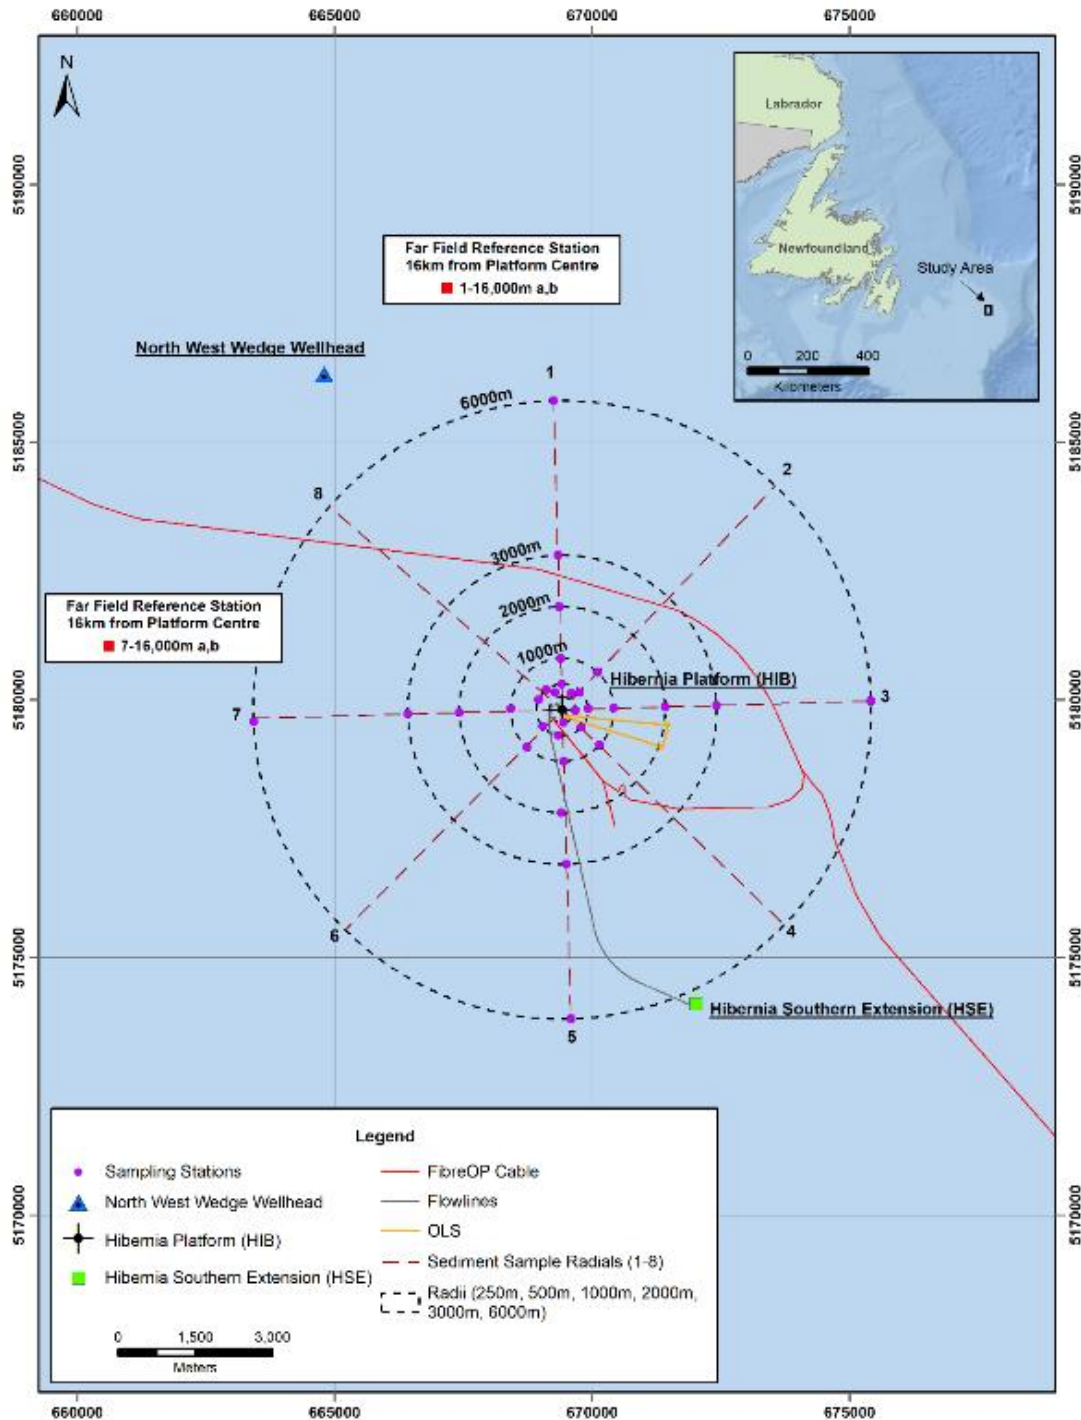 660000 665000 670000 675000
N
Labrador
Newfoundland
Study Area
0 200 400
Kilometers
5190000 5190000
Far Field Reference Station
16km from Platform Centre
1-16,000m a,b
North West Wedge Wellhead
1
6000m
5185000 5185000
2
8
3000m
Far Field Reference Station
16km from Platform Centre
7-16,000m a,b
2000m
1000m
Hibernia Platform (HIB)
5180000 5180000
3
7
4
6
5175000 5175000
Hibernia Southern Extension (HSE)
5
Legend
Sampling Stations
North West Wedge Wellhead
Hibernia Platform (HIB)
Hibernia Southern Extension (HSE)
FibreOP Cable
Flowlines
OLS
Sediment Sample Radials (1-8)
Radii (250m, 500m, 1000m, 2000m,
3000m, 6000m)
0 1,500 3,000
Meters
5170000 5170000
660000 665000 670000 675000